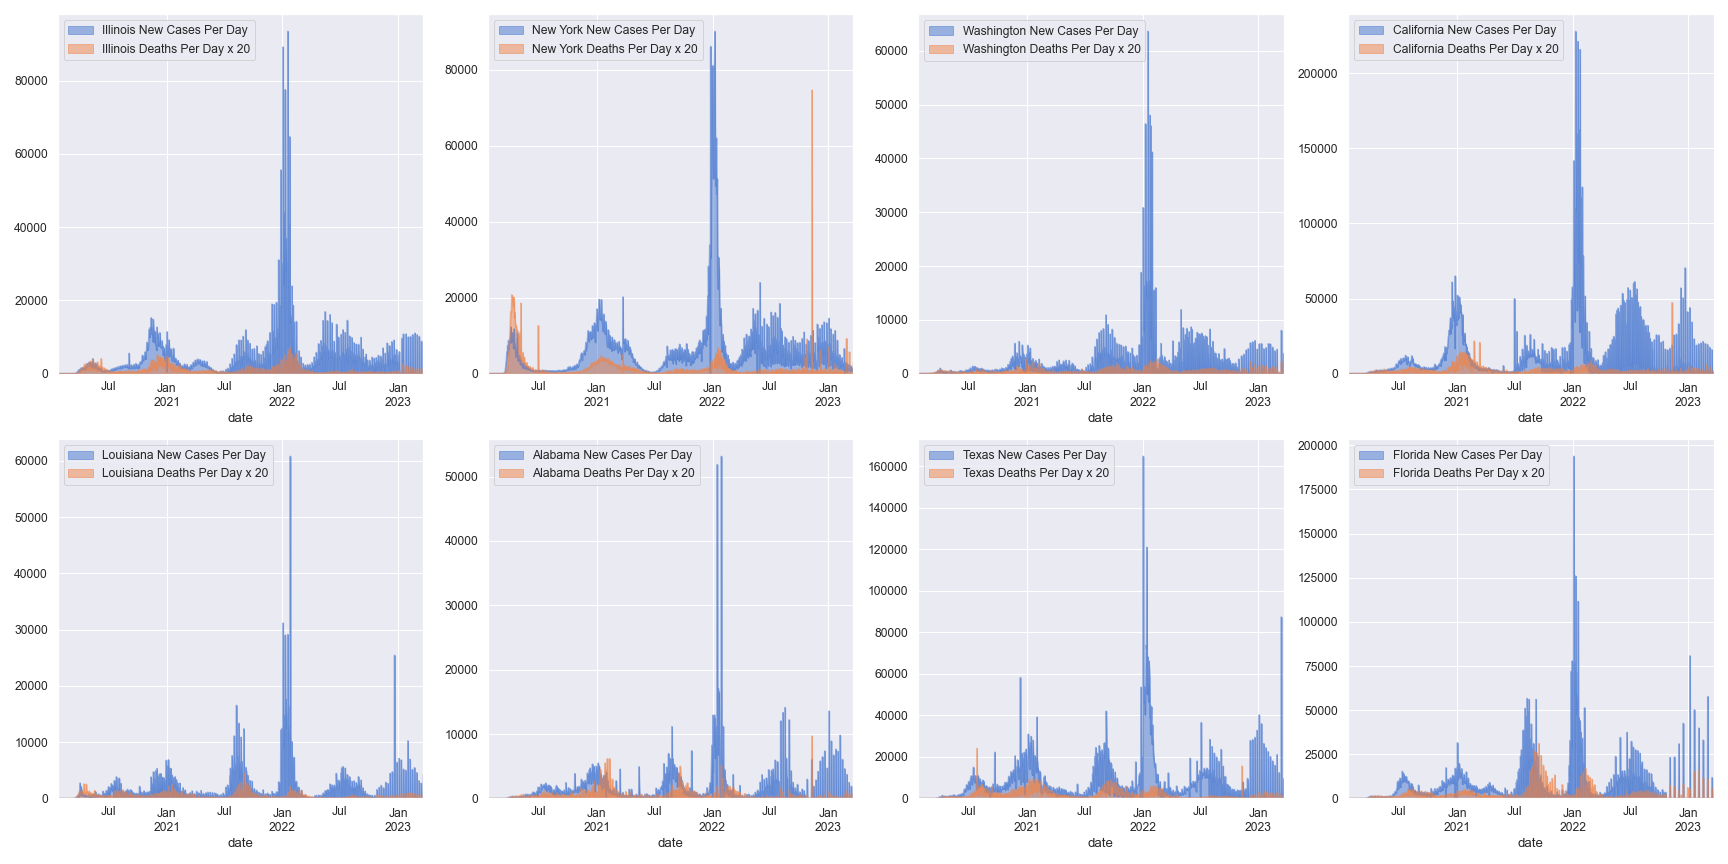 Illinois New Cases Per Day
Illinois Deaths Per Day x 20
80000
60000
40000
20000
0
Jul
Jan
2021
Jul
Jan
2022
Jul
Jan
2023
date
New York New Cases Per Day
New York Deaths Per Day x 20
80000
60000
40000
20000
0
Jul
Jan
2021
Jul
Jan
2022
Jul
Jan
2023
date
Washington New Cases Per Day
Washington Deaths Per Day x 20
60000
50000
40000
30000
20000
10000
0
Jul
Jan
2021
Jul
Jan
2022
Jul
Jan
2023
date
California New Cases Per Day
California Deaths Per Day x 20
200000
150000
100000
50000
0
Jul
Jan
2021
Jul
Jan
2022
Jul
Jan
2023
date
Louisiana New Cases Per Day
Louisiana Deaths Per Day x 20
60000
50000
40000
30000
20000
10000
0
Jul
Jan
2021
Jul
Jan
2022
Jul
Jan
2023
date
Alabama New Cases Per Day
Alabama Deaths Per Day x 20
50000
40000
30000
20000
10000
0
Jul
Jan
2021
Jul
Jan
2022
Jul
Jan
2023
date
Texas New Cases Per Day
Texas Deaths Per Day x 20
160000
140000
120000
100000
80000
60000
40000
20000
0
Jul
Jan
2021
Jul
Jan
2022
Jul
Jan
2023
date
Florida New Cases Per Day
Florida Deaths Per Day x 20
200000
175000
150000
125000
100000
75000
50000
25000
0
Jul
Jan
2021
Jul
Jan
2022
Jul
Jan
2023
date